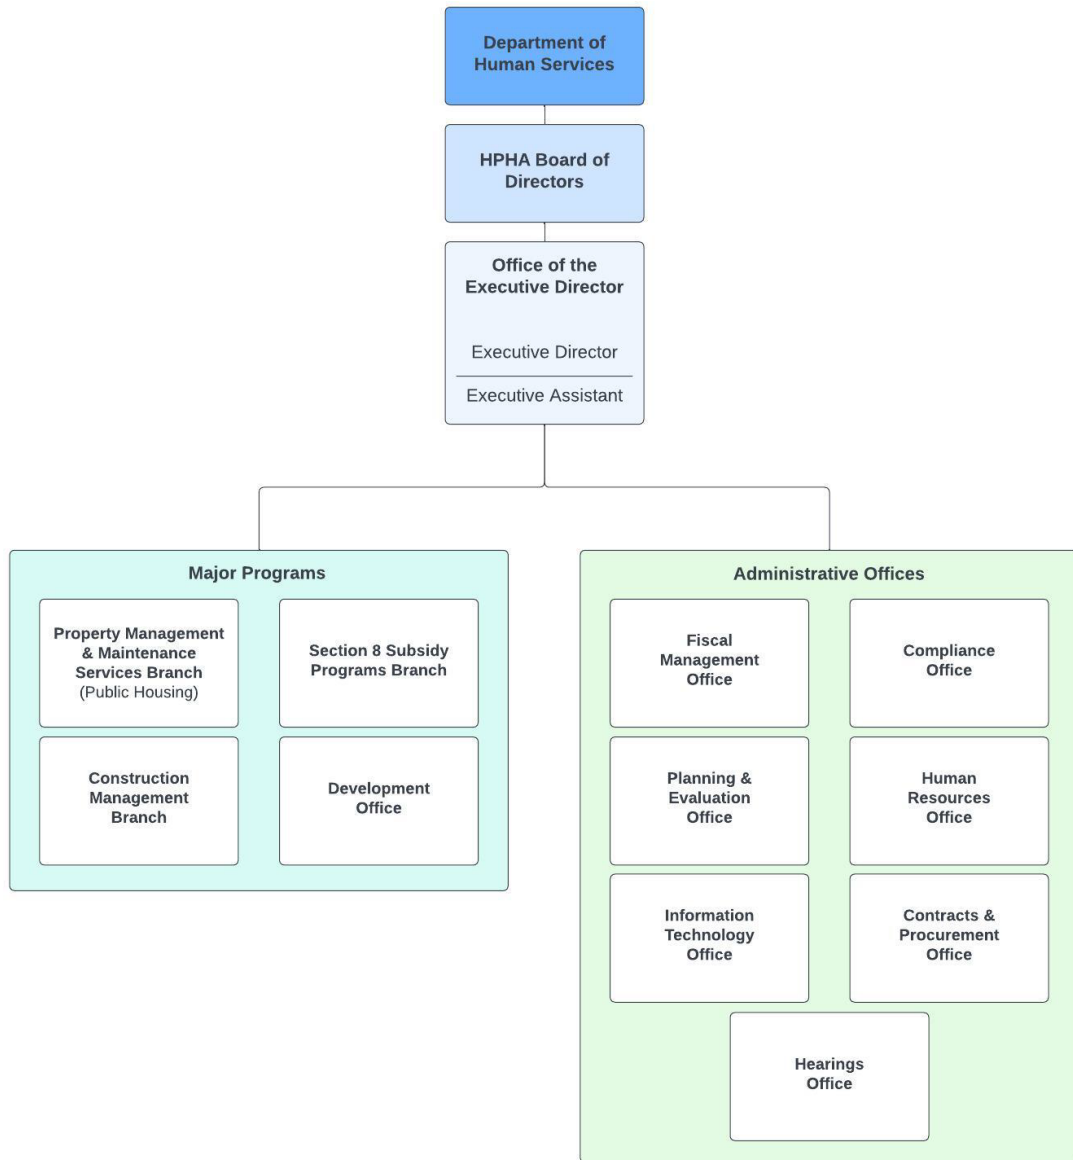 Department of
Human Services
HPHA Board of
Directors
Office of the
Executive Director
Executive Director
Executive Assistant
Major Programs
Property Management
& Maintenance
Services Branch
(Public Housing)
Section 8 Subsidy
Programs Branch
Construction
Management
Branch
Development
Office
Administrative Offices
Fiscal
Management
Office
Compliance
Office
Planning &
Evaluation
Office
Human
Resources
Office
Information
Technology
Office
Contracts &
Procurement
Office
Hearings
Office